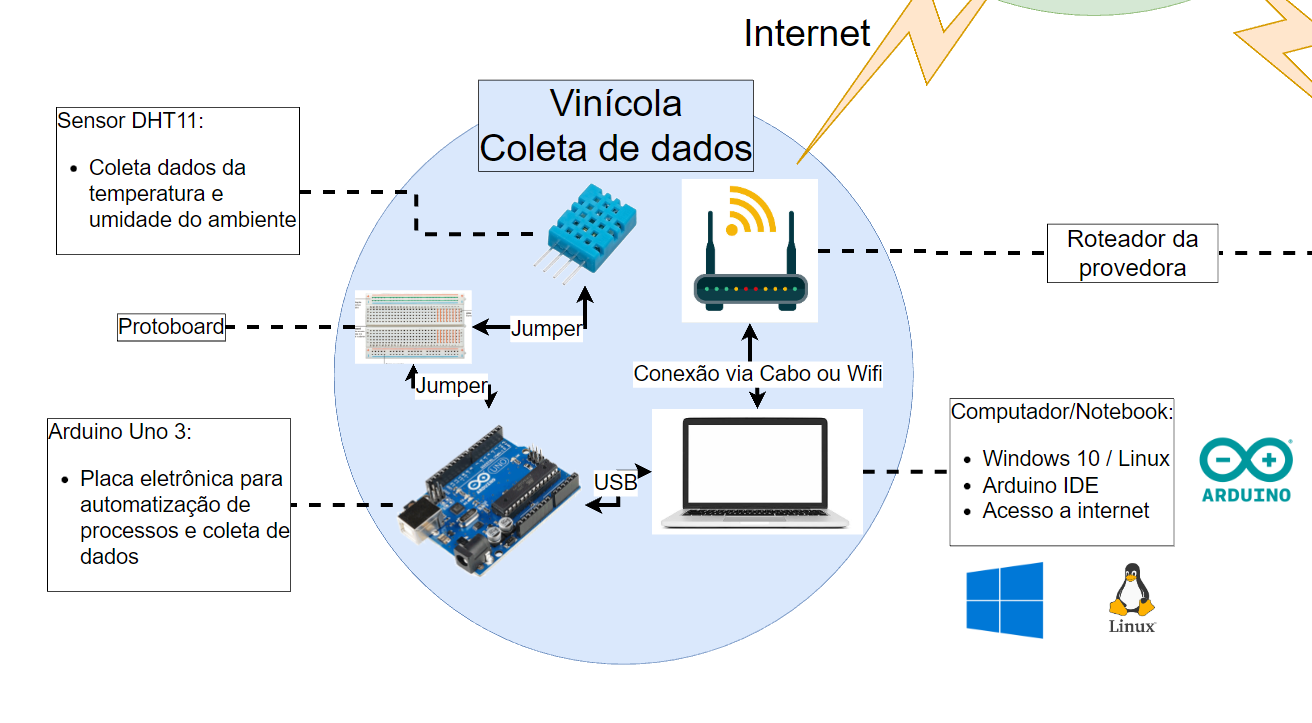 Internet
Vinícola
Coleta de dados
Sensor DHT11:
• Coleta dados da
temperatura e
umidade do ambiente
Roteador da
provedora
Protoboard
Jumper
Jumper
Conexão via Cabo ou Wifi
Arduino Uno 3:
• Placa eletrônica para
automatização de
processos e coleta de
dados
USB
Computador/Notebook:
• Windows 10 / Linux
• Arduino IDE
• Acesso a internet
ARDUINO
Linux
UNO